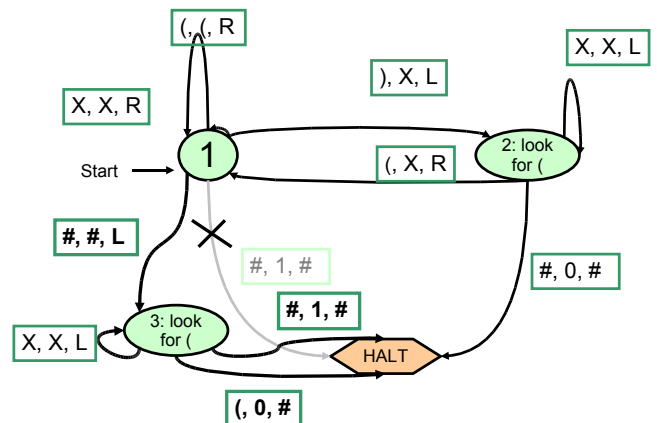 (, (, R
X, X, L
), X, L
X, X, R
1
2: look
for (
Start
(, X, R
#, #, L
#, 1, #
#, 0, #
#, 1, #
3: look
for (
X, X, L
HALT
(, 0, #